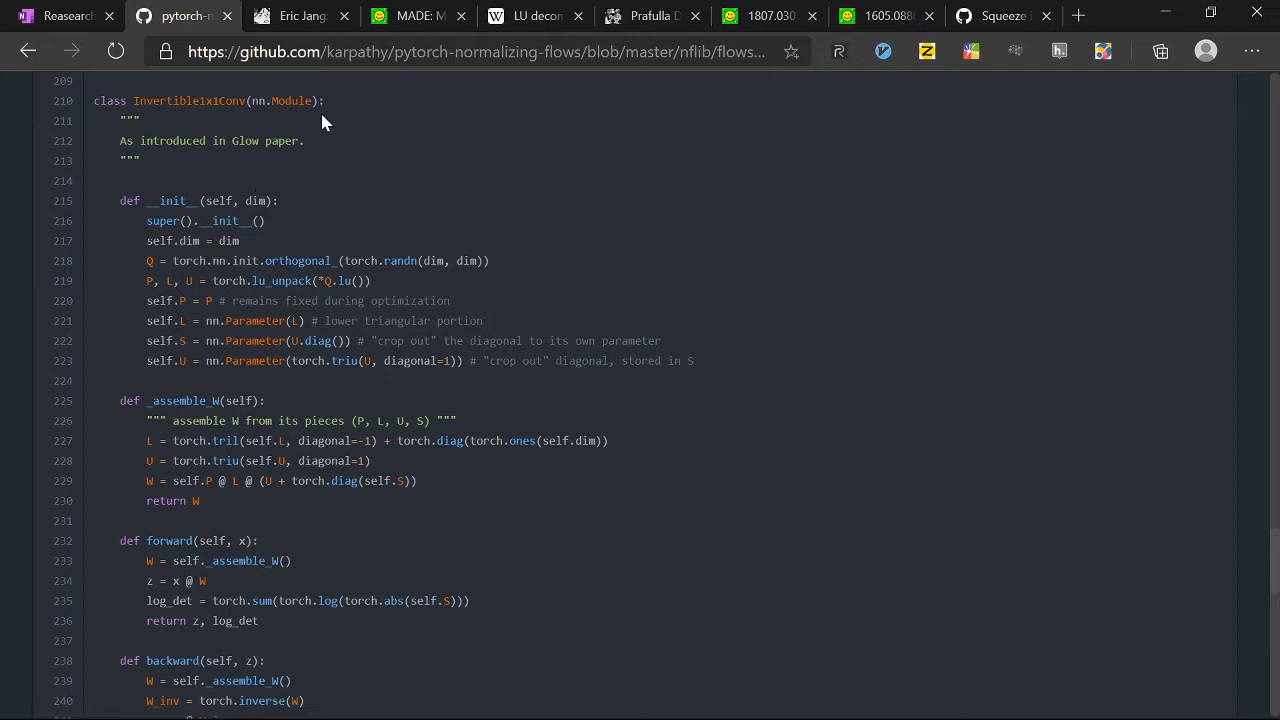 Reasearch
pytorch-n
Eric Jang:
MADE: M
LU decom
Prafulla D
1807.030
1605.088
Squeeze i
https://github.com/karpathy/pytorch-normalizing-flows/blob/master/nflib/flows...
209
210 class Invertible1x1Conv(nn.Module):
211 """
212 As introduced in Glow paper.
213 """
214
215 def __init__(self, dim):
216 super().__init__()
217 self.dim = dim
218 Q = torch.nn.init.orthogonal_(torch.randn(dim, dim))
219 P, L, U = torch.lu_unpack(*Q.lu())
220 self.P = P # remains fixed during optimization
221 self.L = nn.Parameter(L) # lower triangular portion
222 self.S = nn.Parameter(U.diag()) # "crop out" the diagonal to its own parameter
223 self.U = nn.Parameter(torch.triu(U, diagonal=1)) # "crop out" diagonal, stored in S
224
225 def _assemble_W(self):
226 """ assemble W from its pieces (P, L, U, S) """
227 L = torch.tril(self.L, diagonal=-1) + torch.diag(torch.ones(self.dim))
228 U = torch.triu(self.U, diagonal=1)
229 W = self.P @ L @ (U + torch.diag(self.S))
230 return W
231
232 def forward(self, x):
233 W = self._assemble_W()
234 z = x @ W
235 log_det = torch.sum(torch.log(torch.abs(self.S)))
236 return z, log_det
237
238 def backward(self, z):
239 W = self._assemble_W()
240 W_inv = torch.inverse(W)